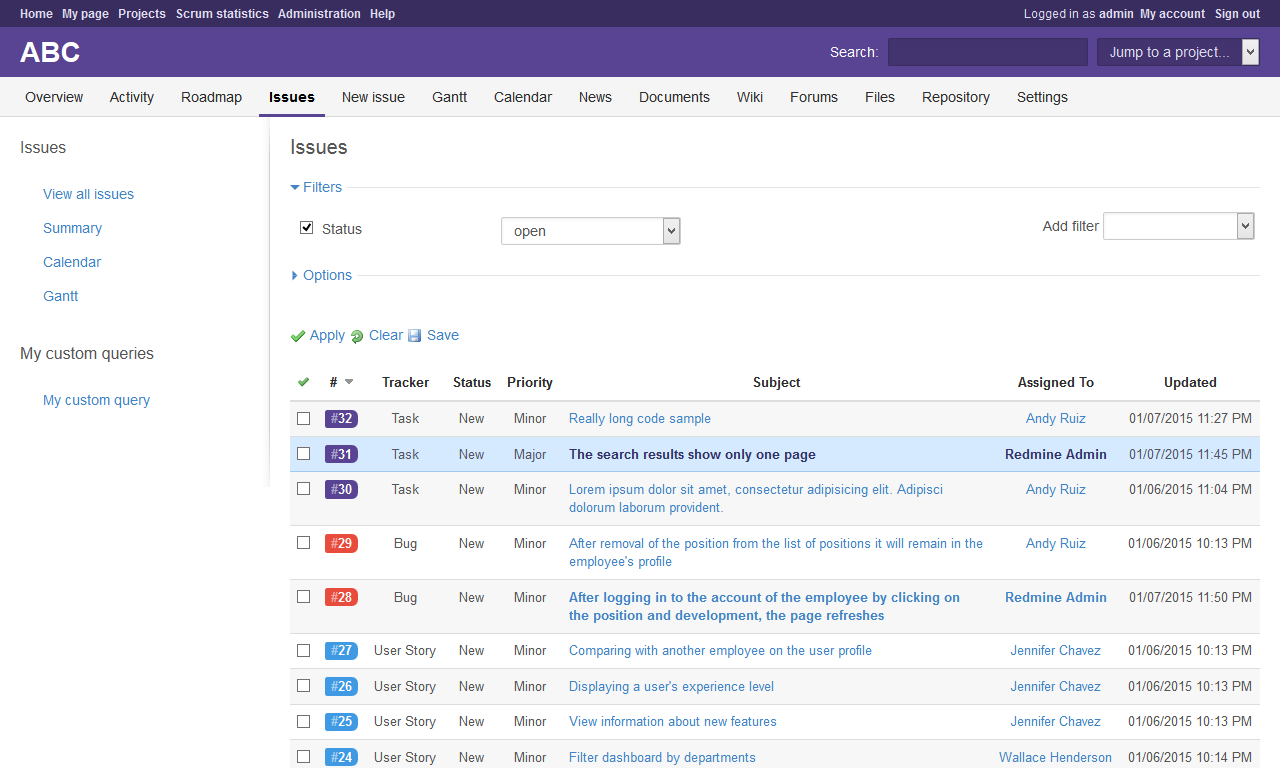 Home My page Projects Scrum statistics Administration Help Logged in as admin My account Sign out
ABC Search: Jump to a project...
Overview Activity Roadmap Issues New issue Gantt Calendar News Documents Wiki Forums Files Repository Settings
Issues
View all issues
Summary
Calendar
Gantt
My custom queries
My custom query
Issues
Filters
Status open Add filter
Options
Apply Clear Save
# Tracker Status Priority Subject Assigned To Updated
#32 Task New Minor Really long code sample Andy Ruiz 01/07/2015 11:27 PM
#31 Task New Major The search results show only one page Redmine Admin 01/07/2015 11:45 PM
#30 Task New Minor Lorem ipsum dolor sit amet, consectetur adipisicing elit. Adipisci Andy Ruiz 01/06/2015 11:04 PM
dolorum laborum provident.
#29 Bug New Minor After removal of the position from the list of positions it will remain in the Andy Ruiz 01/06/2015 10:13 PM
employee's profile
#28 Bug New Minor After logging in to the account of the employee by clicking on Redmine Admin 01/07/2015 11:50 PM
the position and development, the page refreshes
#27 User Story New Minor Comparing with another employee on the user profile Jennifer Chavez 01/06/2015 10:13 PM
#26 User Story New Minor Displaying a user's experience level Jennifer Chavez 01/06/2015 10:13 PM
#25 User Story New Minor View information about new features Jennifer Chavez 01/06/2015 10:13 PM
#24 User Story New Minor Filter dashboard by departments Wallace Henderson 01/06/2015 10:14 PM